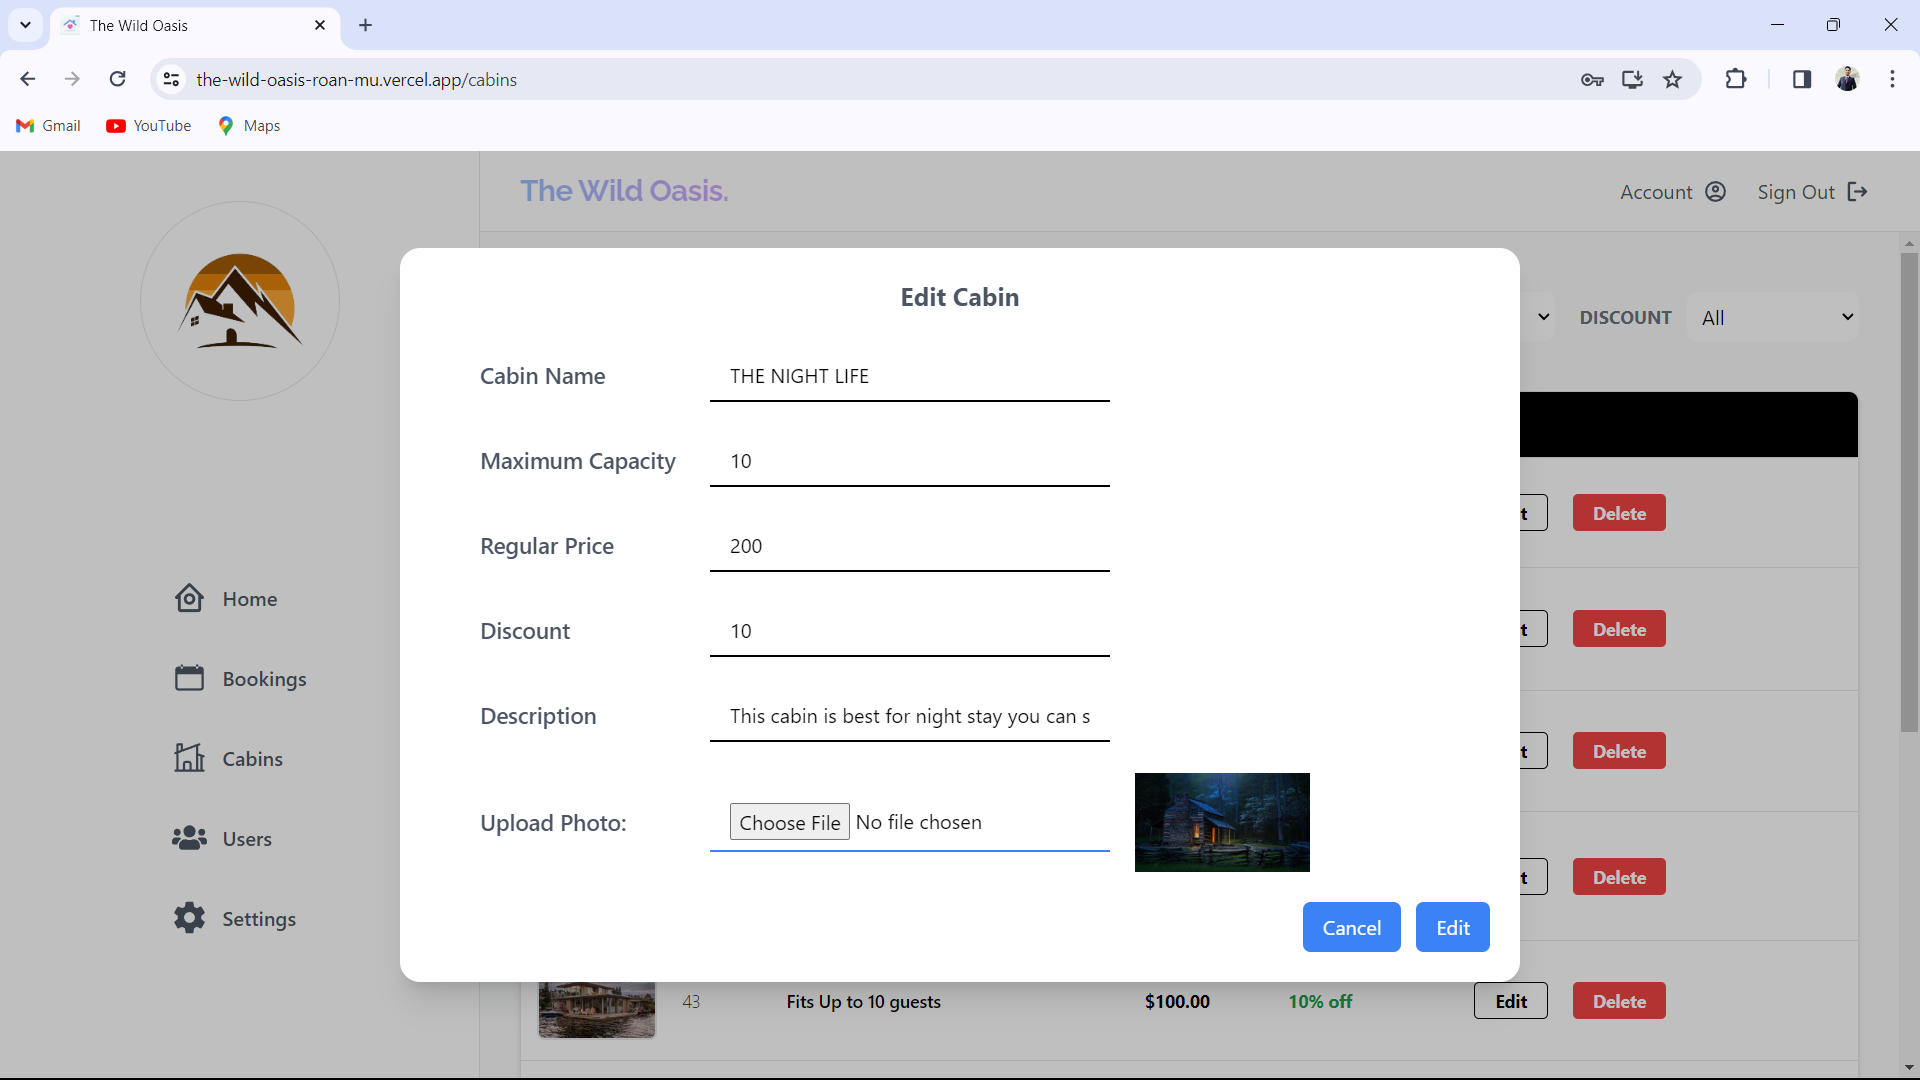 The Wild Oasis
the-wild-oasis-roan-mu.vercel.app/cabins
Gmail YouTube Maps
The Wild Oasis. Account Sign Out
Edit Cabin
DISCOUNT All
Cabin Name THE NIGHT LIFE
Maximum Capacity 10
t Delete
Regular Price 200
Home
Discount 10
t Delete
Bookings
Description This cabin is best for night stay you can s
Cabins
t Delete
Upload Photo: Choose File No file chosen
Users
t Delete
Settings
Cancel Edit
43 Fits Up to 10 guests $100.00 10% off Edit Delete